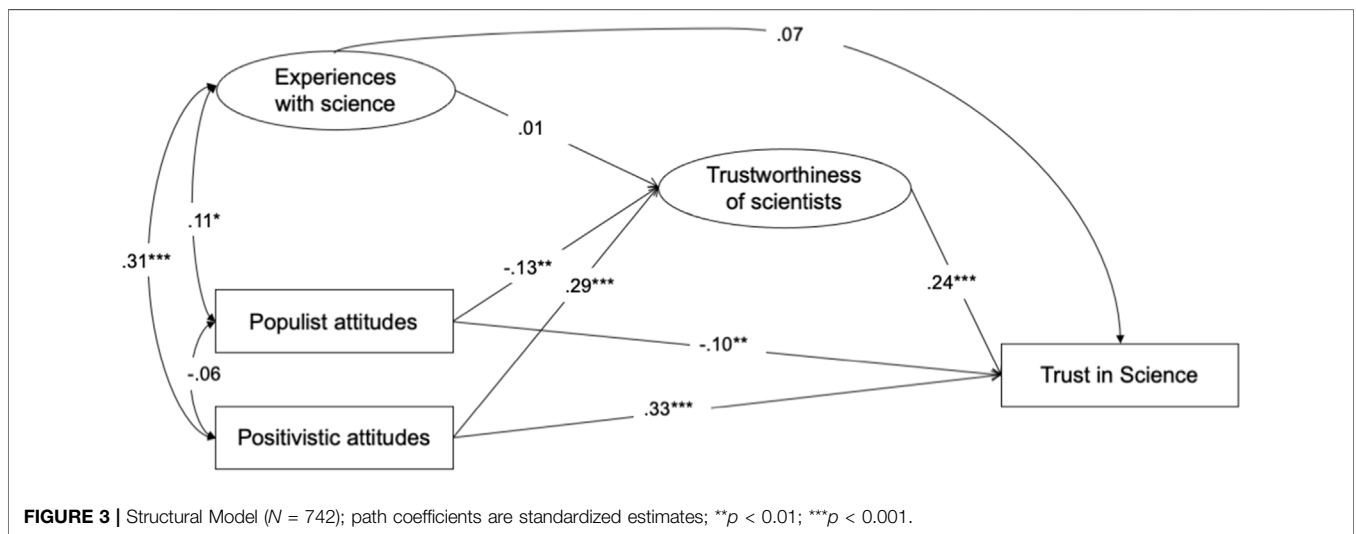 .07
Experiences
with science
.01
Trustworthiness
of scientists
.11*
.31***
-.13**
.29***
.24***
Populist attitudes
-.10**
Trust in Science
-.06
.33***
Positivistic attitudes
FIGURE 3 | Structural Model (N = 742); path coefficients are standardized estimates; **p < 0.01; ***p < 0.001.